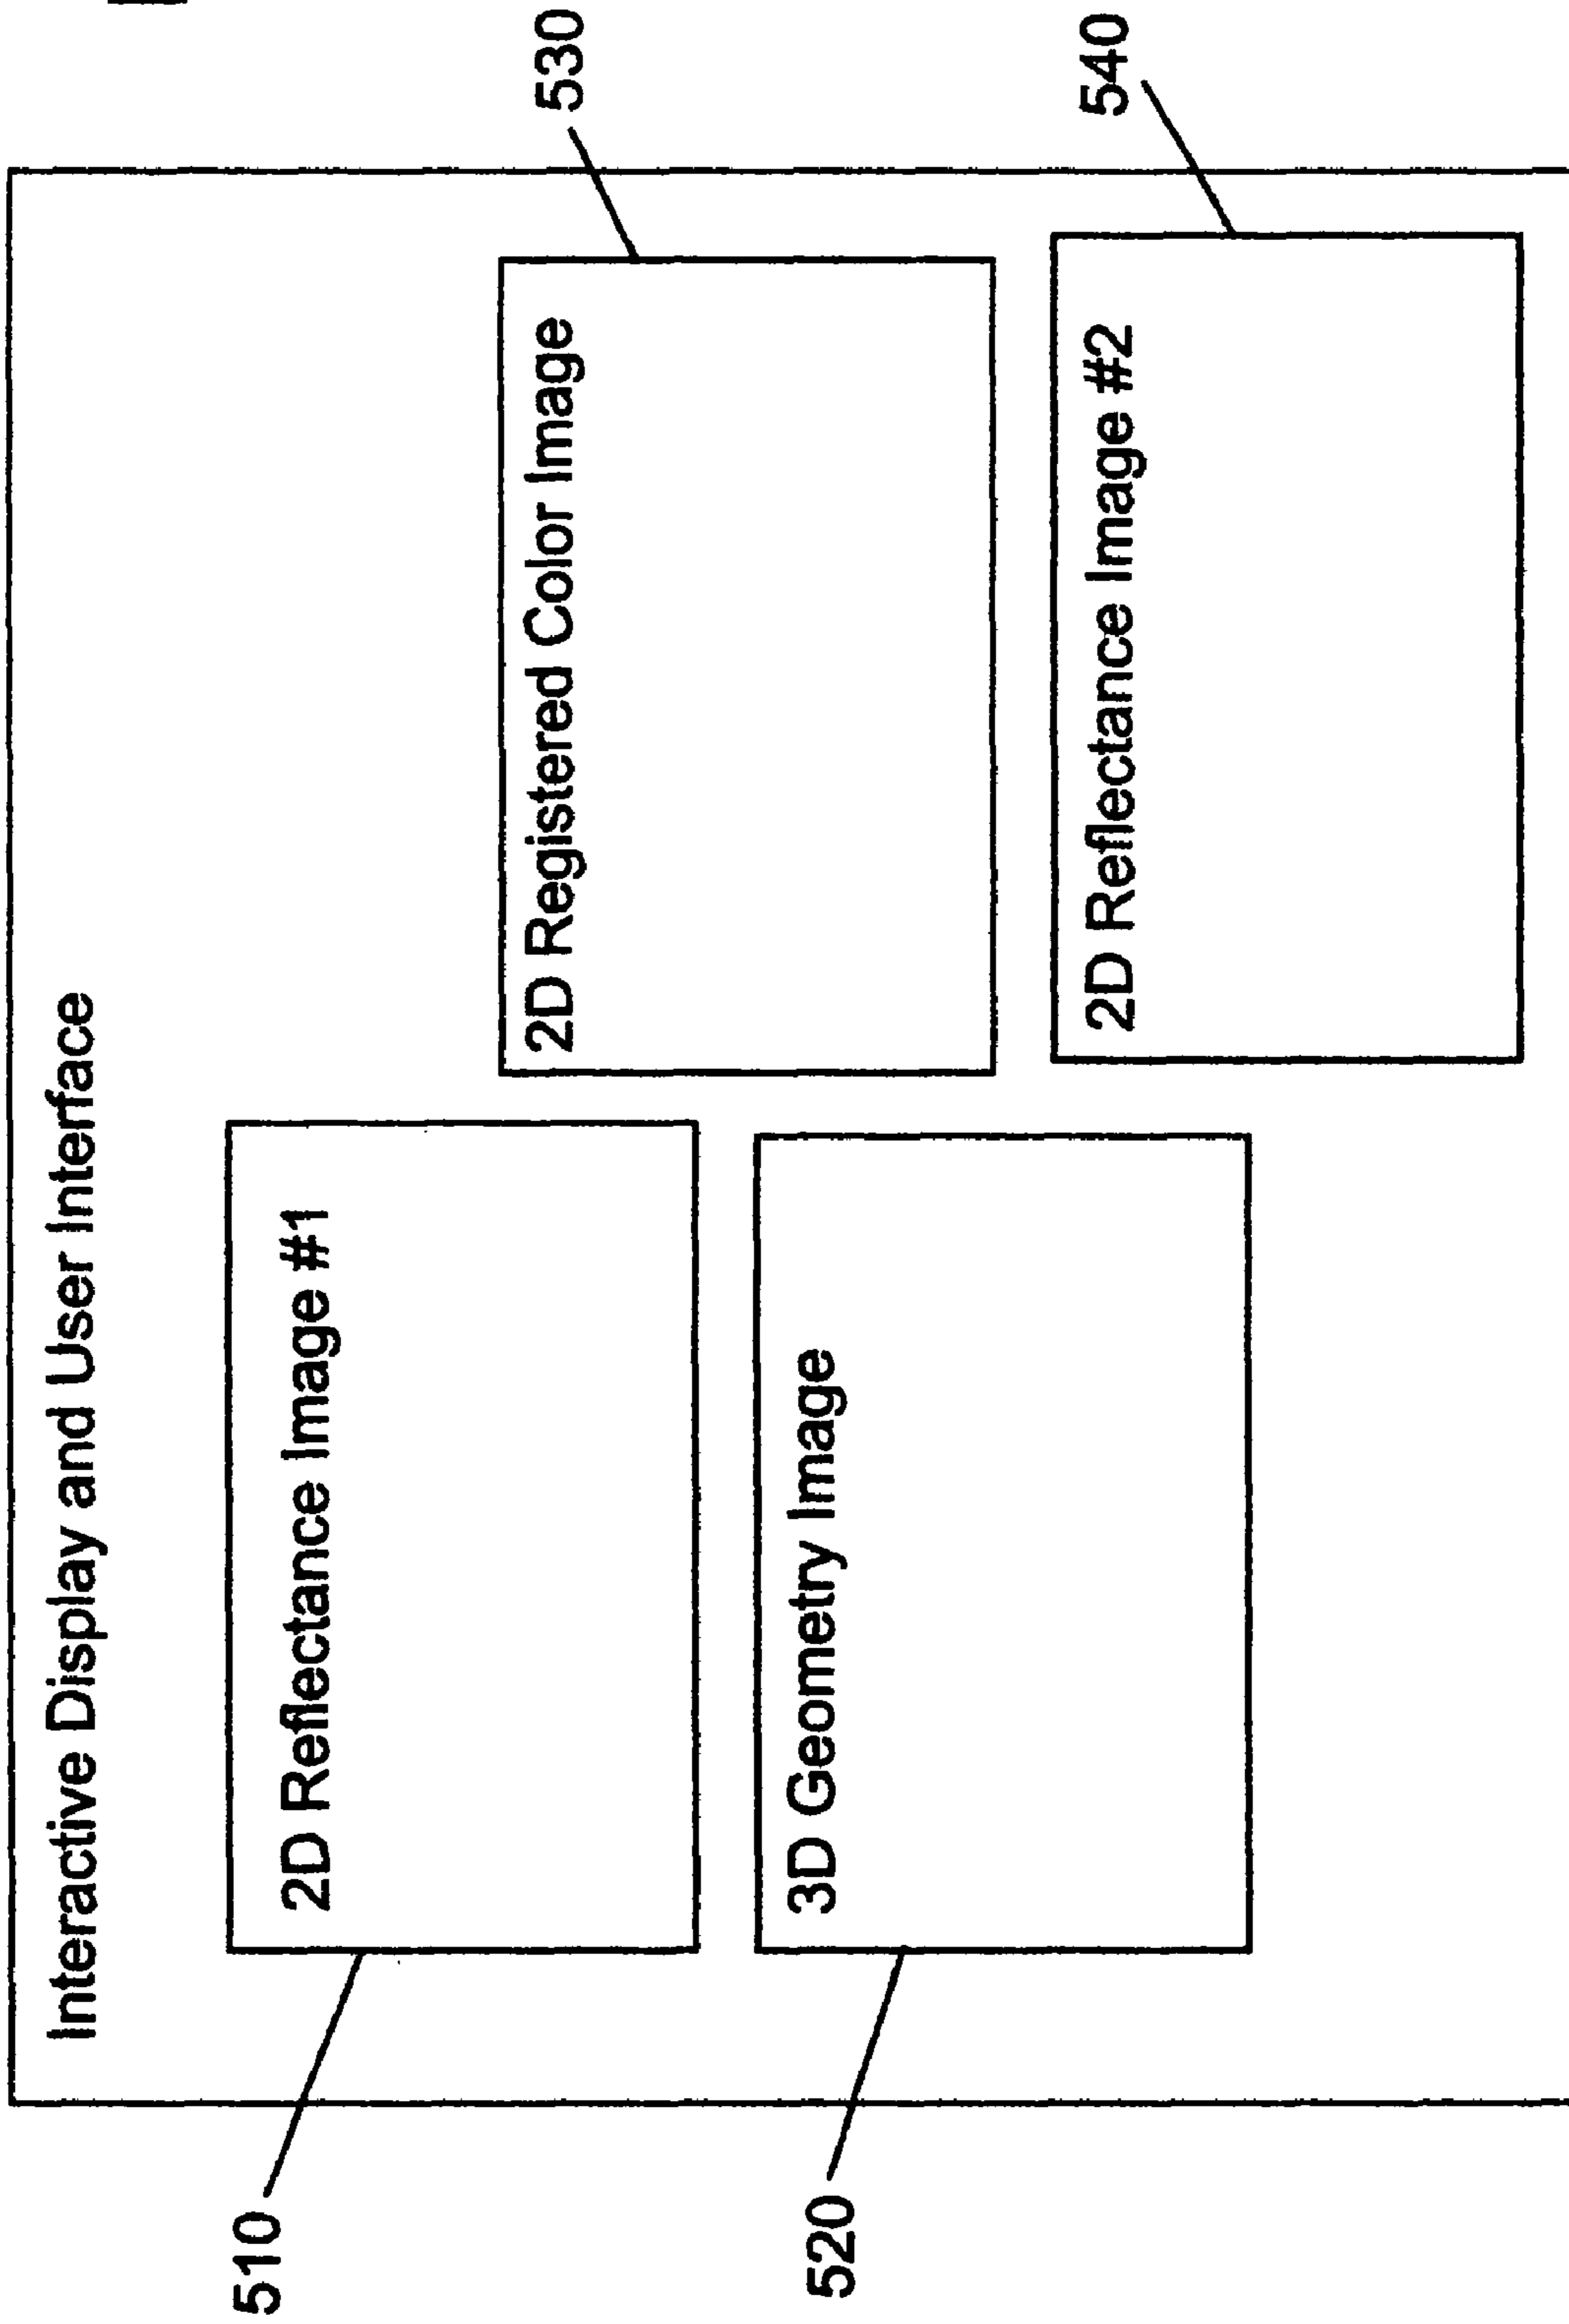 Interactive Display and User Interface
510
2D Reflectance Image #1
520
3D Geometry Image
2D Registered Color Image
530
2D Reflectance Image #2
540